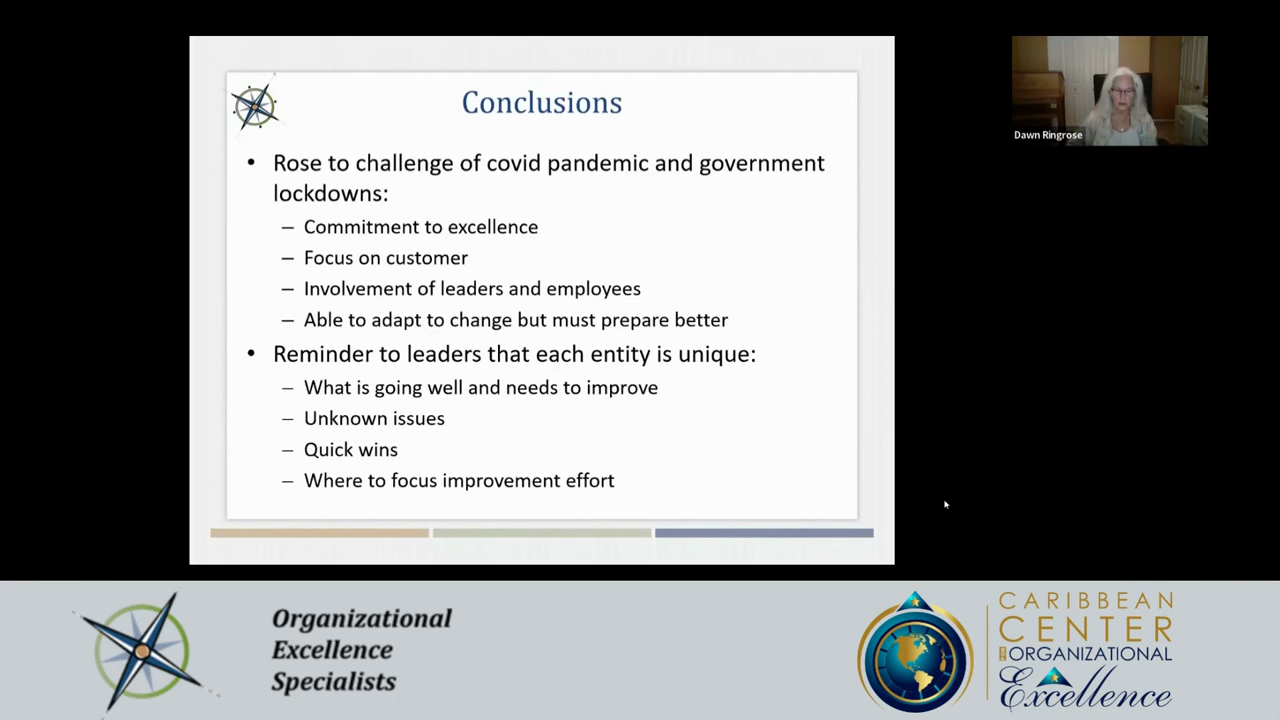 Conclusions
• Rose to challenge of covid pandemic and government
lockdowns:
– Commitment to excellence
– Focus on customer
– Involvement of leaders and employees
– Able to adapt to change but must prepare better
• Reminder to leaders that each entity is unique:
– What is going well and needs to improve
– Unknown issues
– Quick wins
– Where to focus improvement effort
Dawn Ringrose
Organizational
Excellence
Specialists
CARIBBEAN
CENTER
ORGANIZATIONAL
Excellence